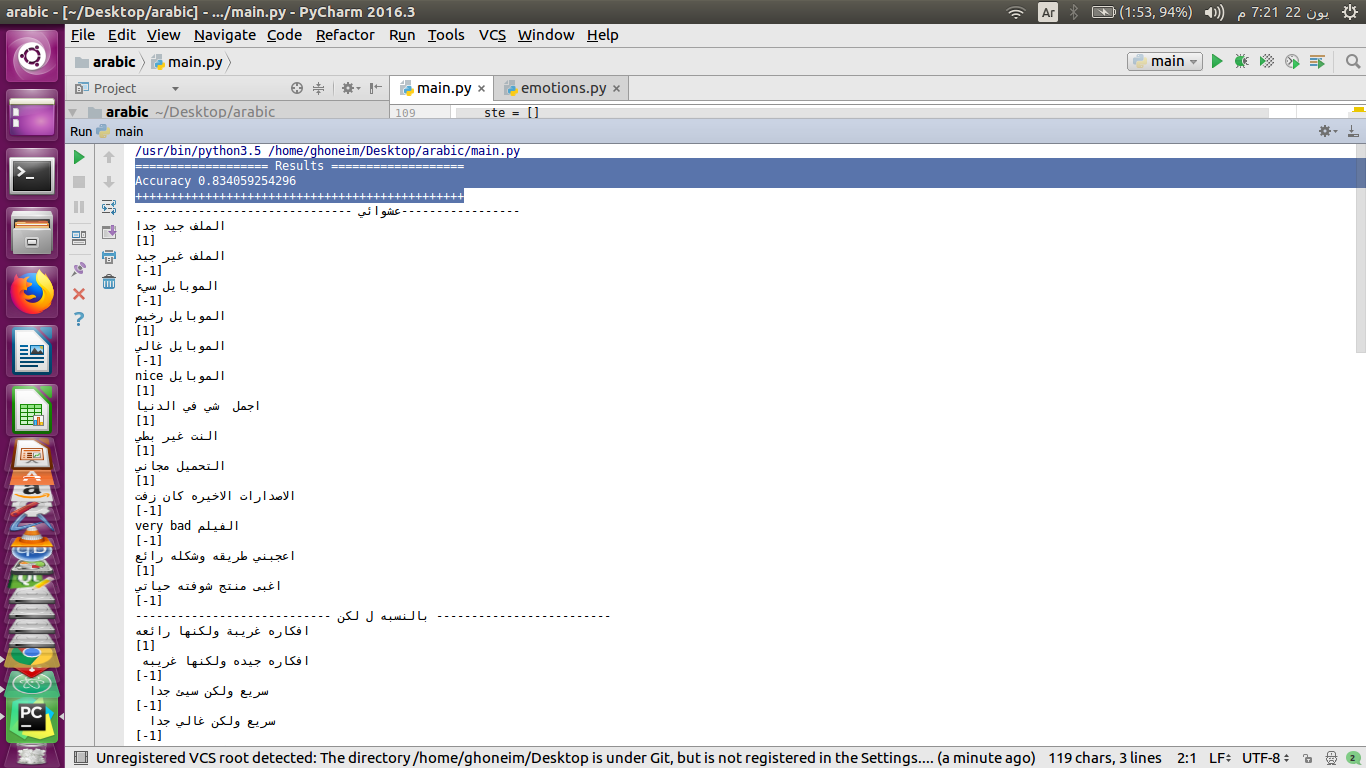 arabic - [~/Desktop/arabic] - .../main.py - PyCharm 2016.3
Ar (1:53, 94%) يون 22 7:21 م
File Edit View Navigate Code Refactor Run Tools VCS Window Help
arabic main.py main
Project main.py × emotions.py ×
arabic ~/Desktop/arabic 109 ste = []
Run main
/usr/bin/python3.5 /home/ghoneim/Desktop/arabic/main.py
=================== Results ===================
Accuracy 0.834059254296
+++++++++++++++++++++++++++++++++++++++++++++++
------------------------------- عشوائي-----------------
الملف جيد جدا
[1]
الملف غير جيد
[-1]
الموبايل سيء
[-1]
الموبايل رخيص
[1]
الموبايل غالي
[-1]
nice الموبايل
[1]
اجمل  شي في الدنيا
[1]
النت غير بطي
[1]
التحميل مجاني
[1]
الاصدارات الاخيره كان زفت
[-1]
very bad الفيلم
[-1]
اعجبني طريقه وشكله رائع
[1]
اغبى منتج شوفته حياتي
[-1]
---------------------------- بالنسبه ل لكن -------------------------
افكاره غريبة ولكنها رائعه
[1]
افكاره جيده ولكنها غريبه
[-1]
سريع ولكن سيئ جدا
[-1]
سريع ولكن غالي جدا
[-1]
Unregistered VCS root detected: The directory /home/ghoneim/Desktop is under Git, but is not registered in the Settings.... (a minute ago) 119 chars, 3 lines 2:1 LF UTF-8 2